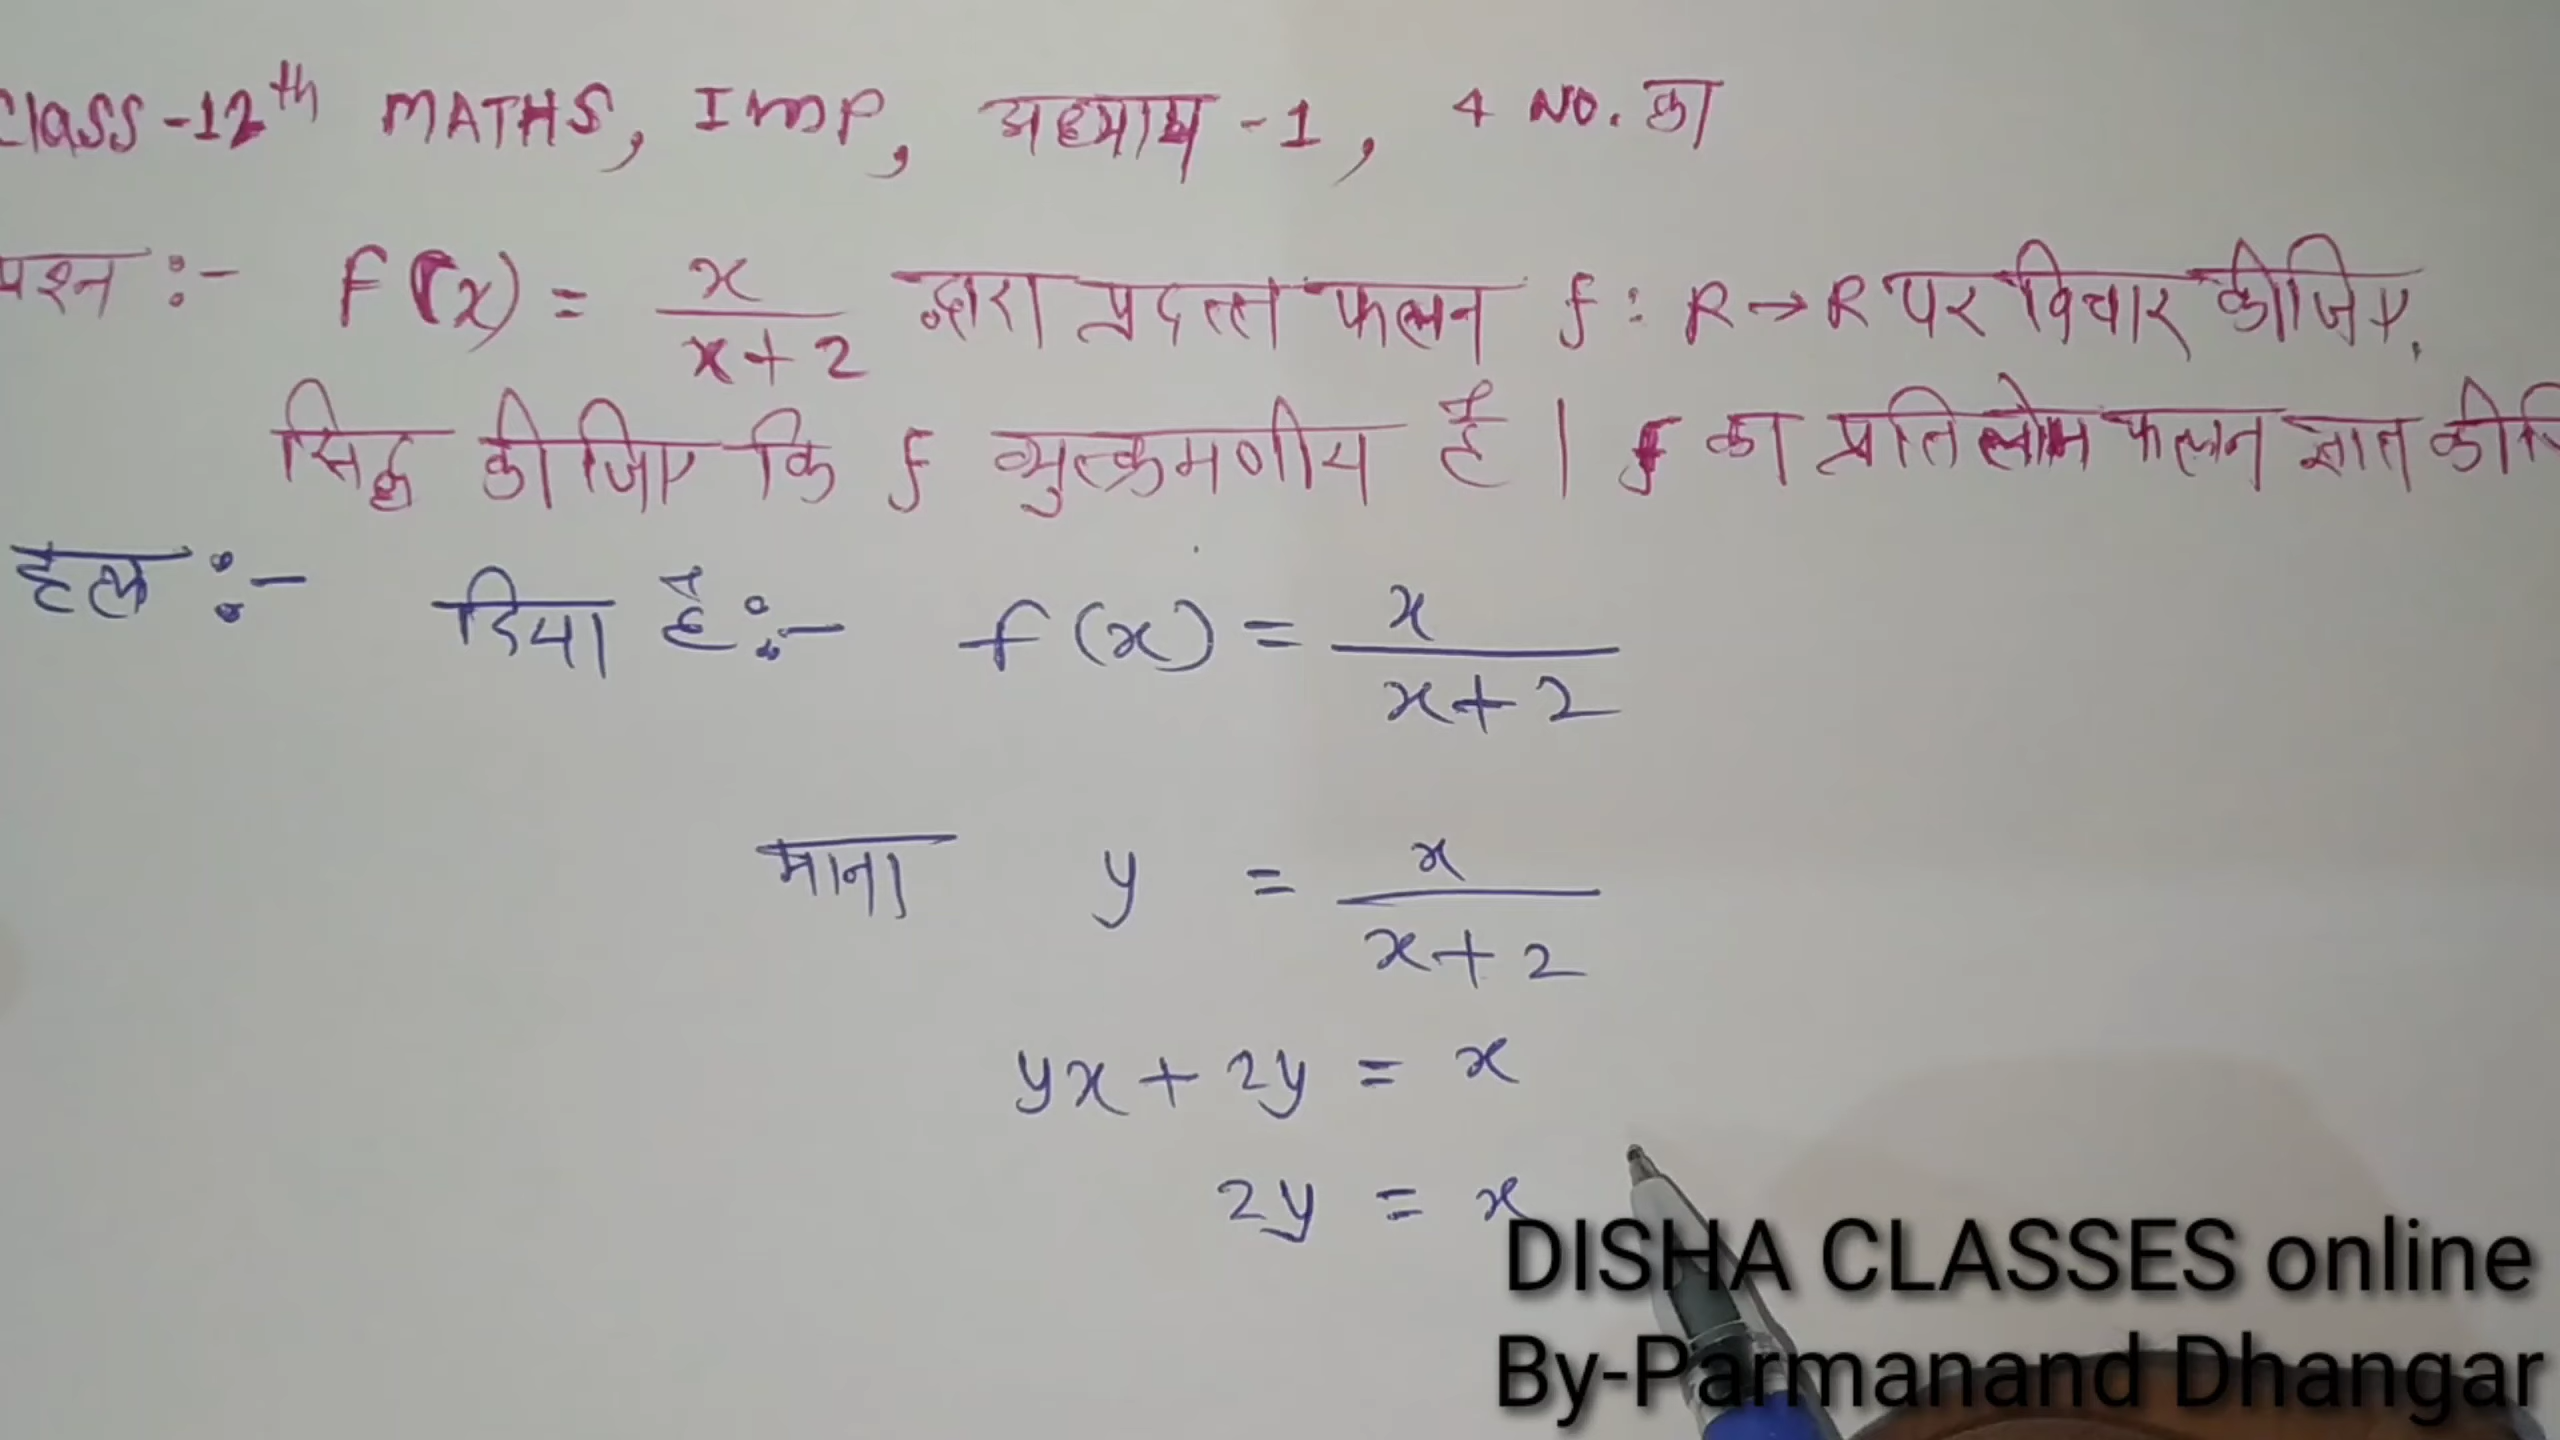 Class-12th MATHS, IMP, अध्याय -1, 4 NO. का
प्रश्न :- f(x) = x/(x+2) द्वारा प्रदत्त फलन f: R→R पर विचार कीजिए,
सिद्ध कीजिए कि f व्युत्क्रमणीय है । f का प्रतिलोम फलन ज्ञात
हल :- दिया है :- f(x) = x/(x+2)
माना y = x/(x+2)
yx + 2y = x
2y = x
DISHA CLASSES online
By-Parmanand Dhangar